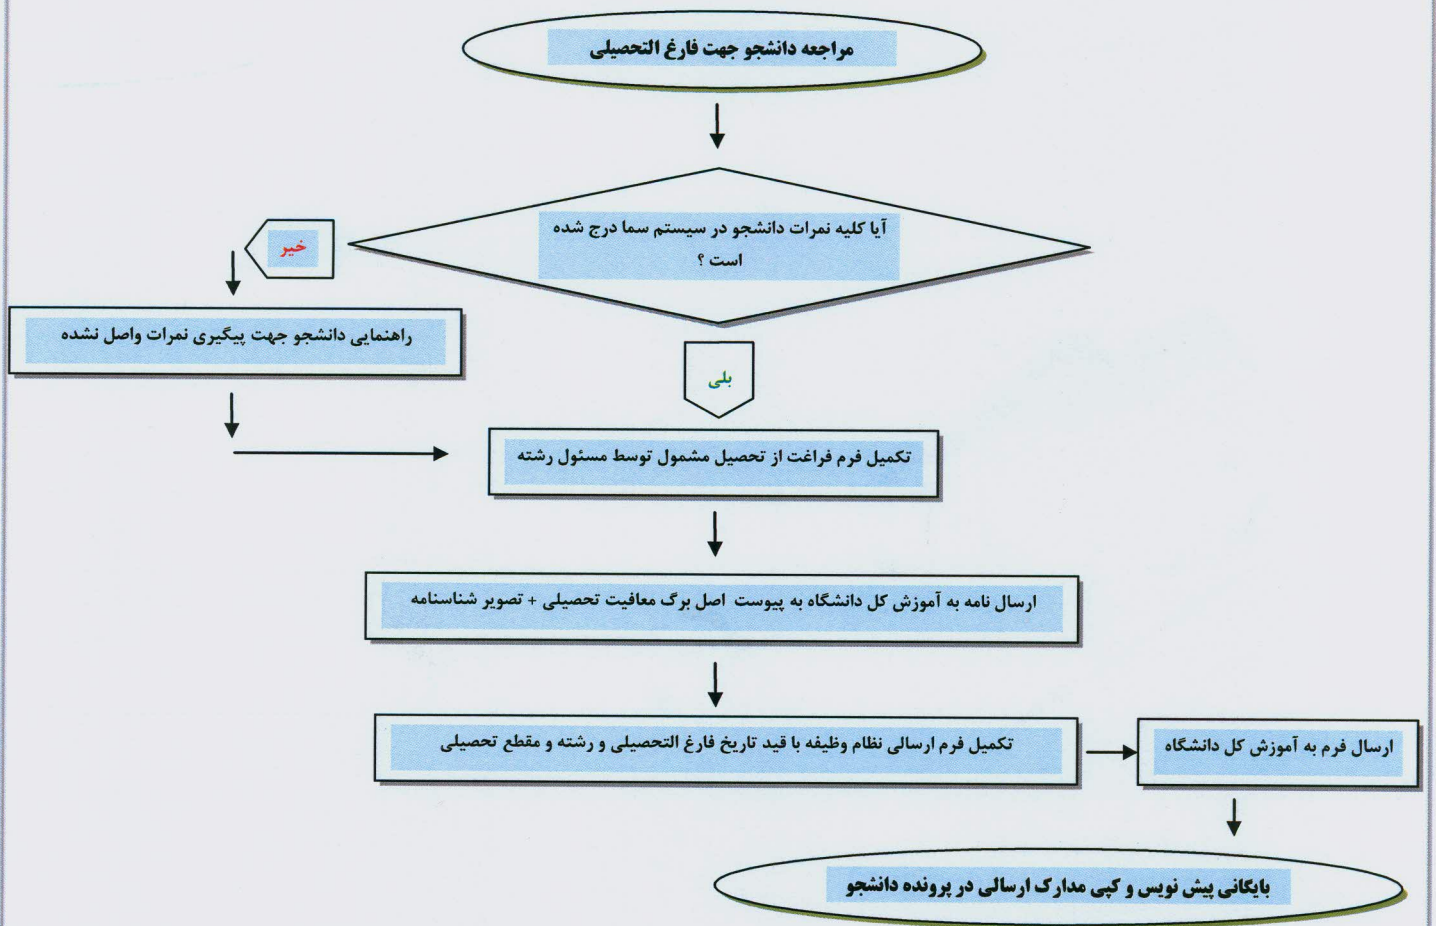 مراجعه دانشجو جهت فارغ التحصیلی
آیا کلیه نمرات دانشجو در سیستم سما درج شده
است ؟
خیر
راهنمایی دانشجو جهت پیگیری نمرات واصل نشده
بلی
تکمیل فرم فراغت از تحصیل مشمول توسط مسئول رشته
ارسال نامه به آموزش کل دانشگاه به پیوست اصل برگ معافیت تحصیلی + تصویر شناسنامه
تکمیل فرم ارسالی نظام وظیفه با قید تاریخ فارغ التحصیلی و رشته و مقطع تحصیلی
ارسال فرم به آموزش کل دانشگاه
بایگانی پیش نویس و کپی مدارک ارسالی در پرونده دانشجو